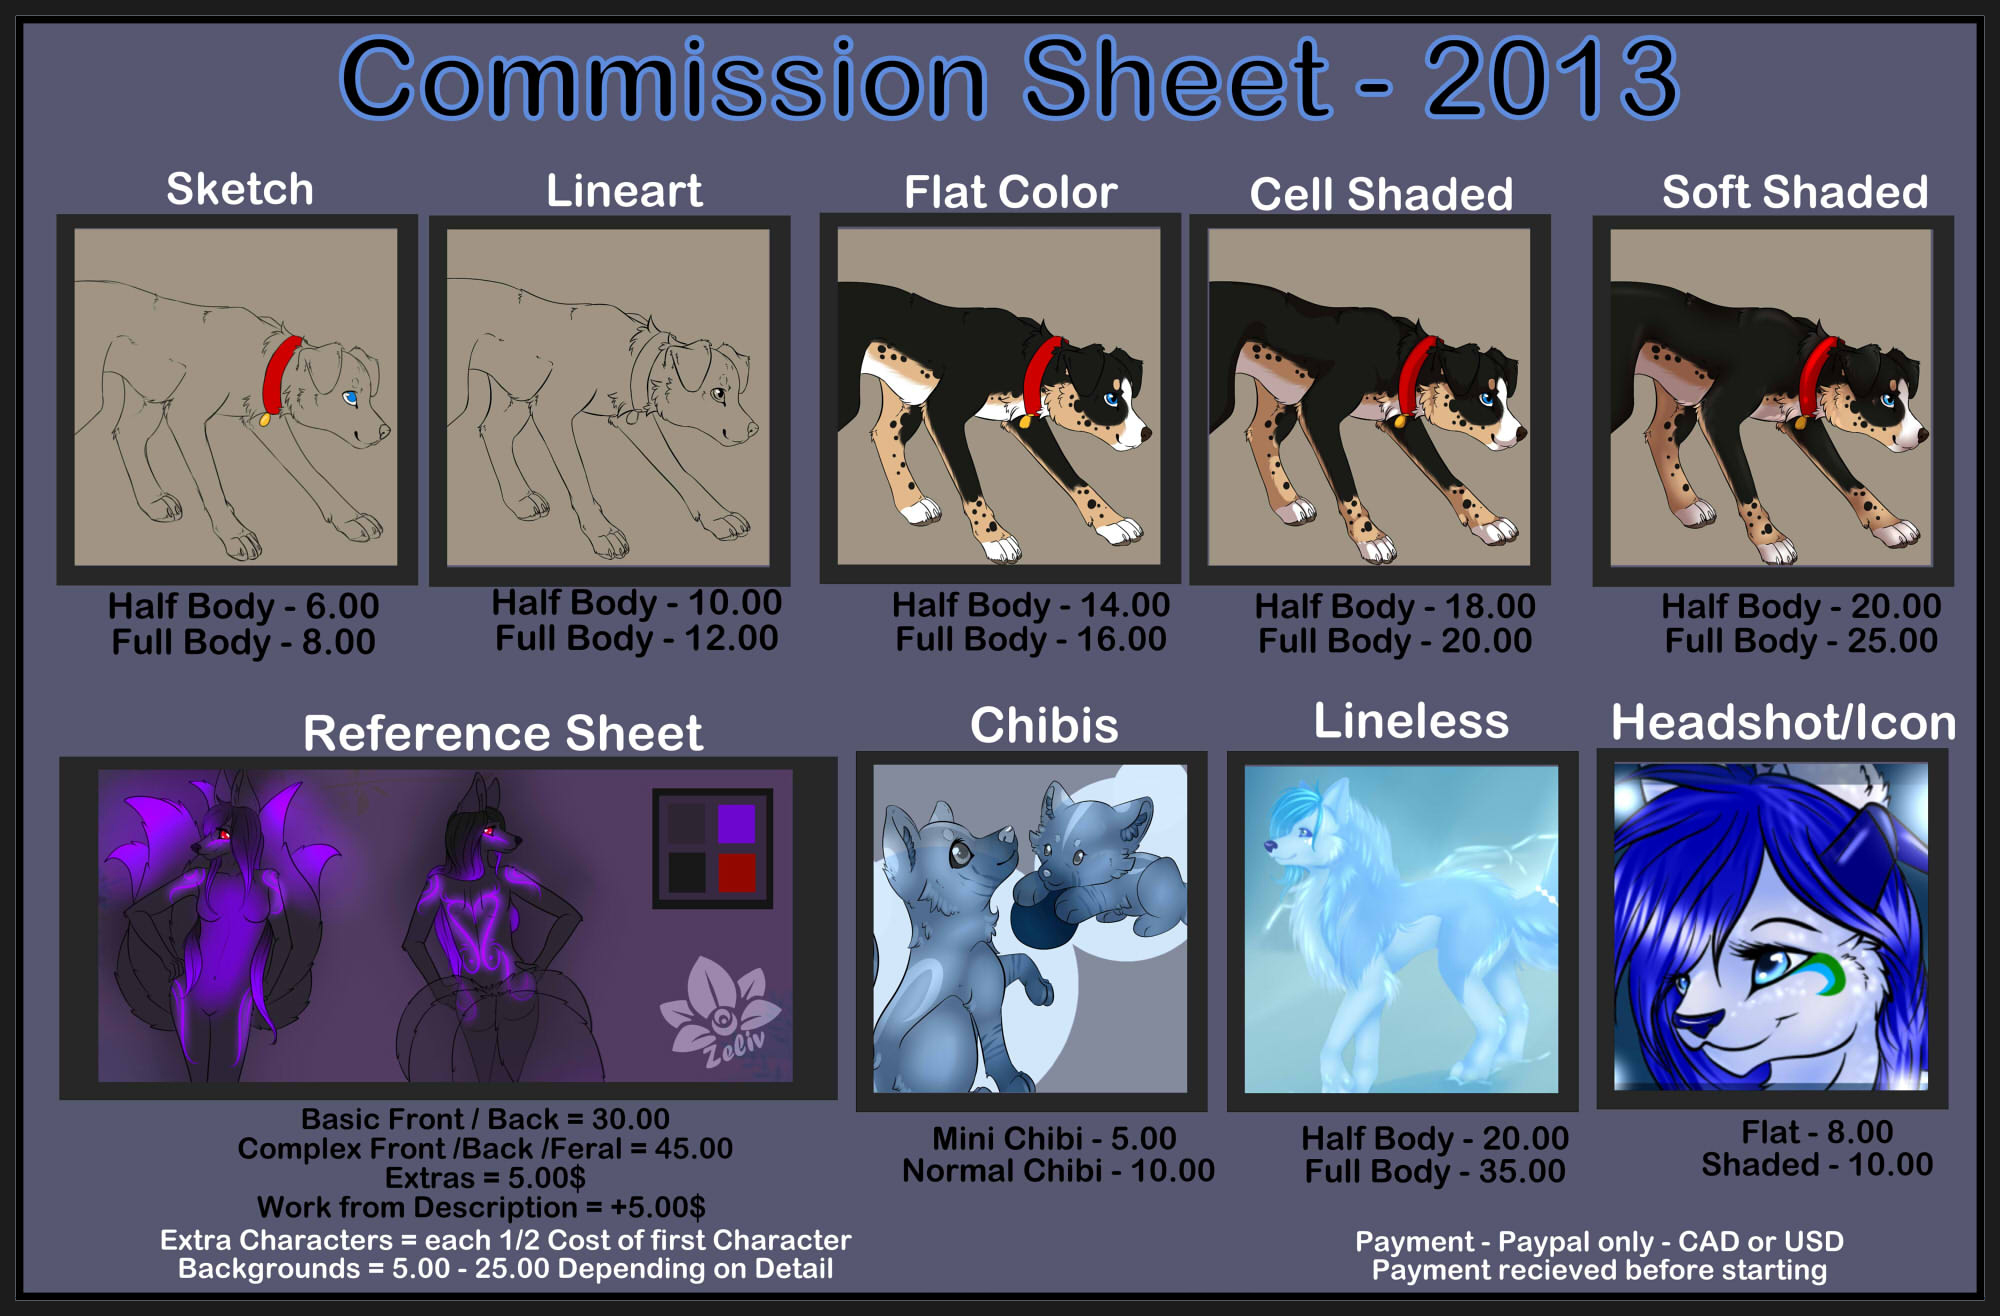 Commission Sheet - 2013
Sketch
Half Body - 6.00
Full Body - 8.00
Lineart
Half Body - 10.00
Full Body - 12.00
Flat Color
Half Body - 14.00
Full Body - 16.00
Cell Shaded
Half Body - 18.00
Full Body - 20.00
Soft Shaded
Half Body - 20.00
Full Body - 25.00
Reference Sheet
Zeliv
Basic Front / Back = 30.00
Complex Front /Back /Feral = 45.00
Extras = 5.00$
Work from Description = +5.00$
Extra Characters = each 1/2 Cost of first Character
Backgrounds = 5.00 - 25.00 Depending on Detail
Chibis
Mini Chibi - 5.00
Normal Chibi - 10.00
Lineless
Half Body - 20.00
Full Body - 35.00
Headshot/Icon
Flat - 8.00
Shaded - 10.00
Payment - Paypal only - CAD or USD
Payment recieved before starting